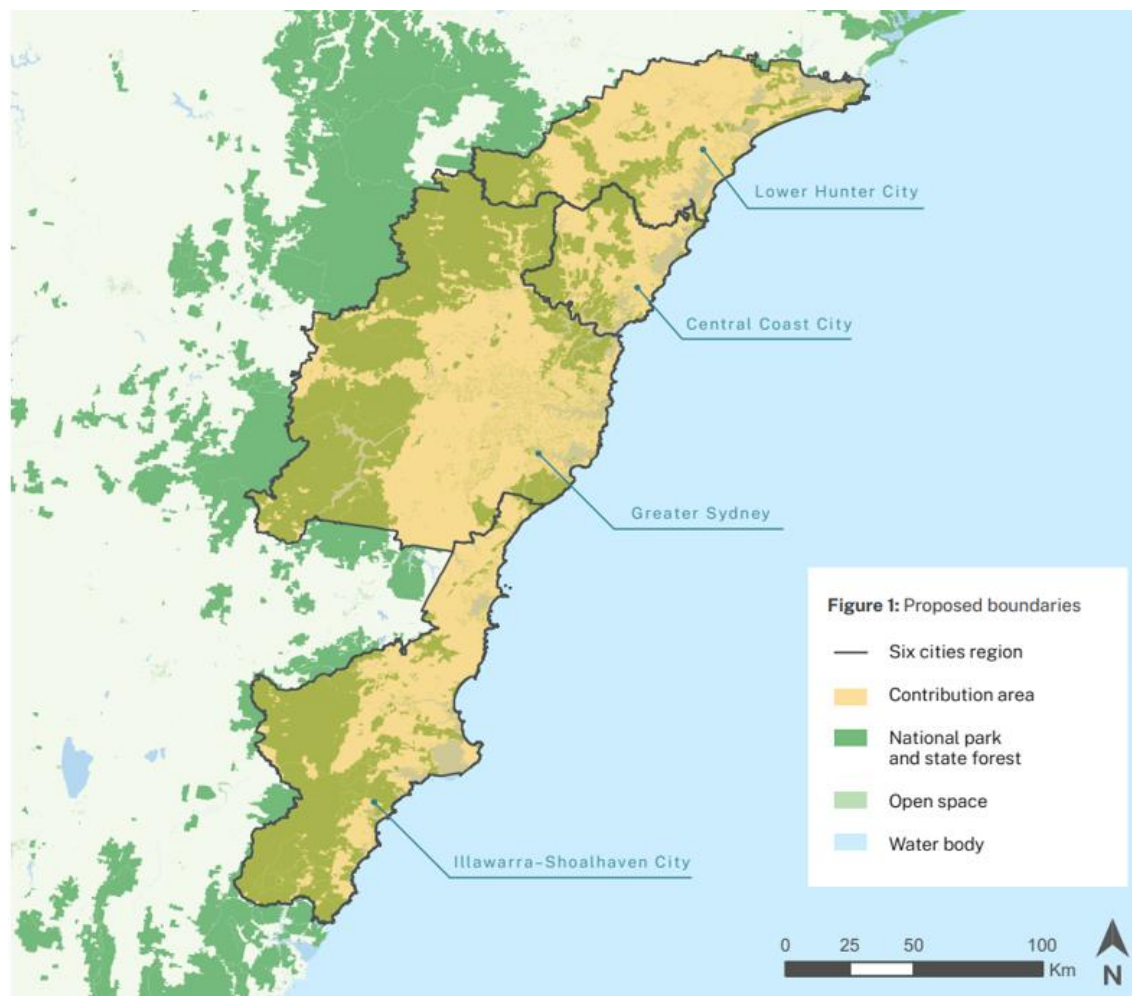 Lower Hunter City
Central Coast City
Greater Sydney
Illawarra–Shoalhaven City
Figure 1: Proposed boundaries
Six cities region
Contribution area
National park
and state forest
Open space
Water body
0 25 50 100
Km
N